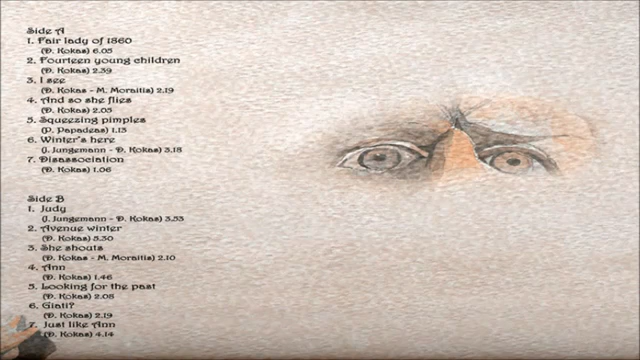 Side A
1. Fair lady of 1860
(D. Kokas) 6.05
2. Fourteen young children
(D. Kokas) 2.39
3. I see
(D. Kokas - M. Moraitis) 2.19
4. And so she flies
(D. Kokas) 2.05
5. Squeezing pimples
(P. Papadeas) 1.13
6. Winter's here
(J. Jungemann - D. Kokas) 3.18
7. Disassociation
(D. Kokas) 1.06
Side B
1. Judy
(J. Jungemann - D. Kokas) 3.53
2. Avenue winter
(D. Kokas) 5.30
3. She shouts
(D. Kokas - M. Moraitis) 2.10
4. Ann
(D. Kokas) 1.46
5. Looking for the past
(D. Kokas) 2.08
6. Giati?
(D. Kokas) 2.19
7. Just like Ann
(D. Kokas) 4.14